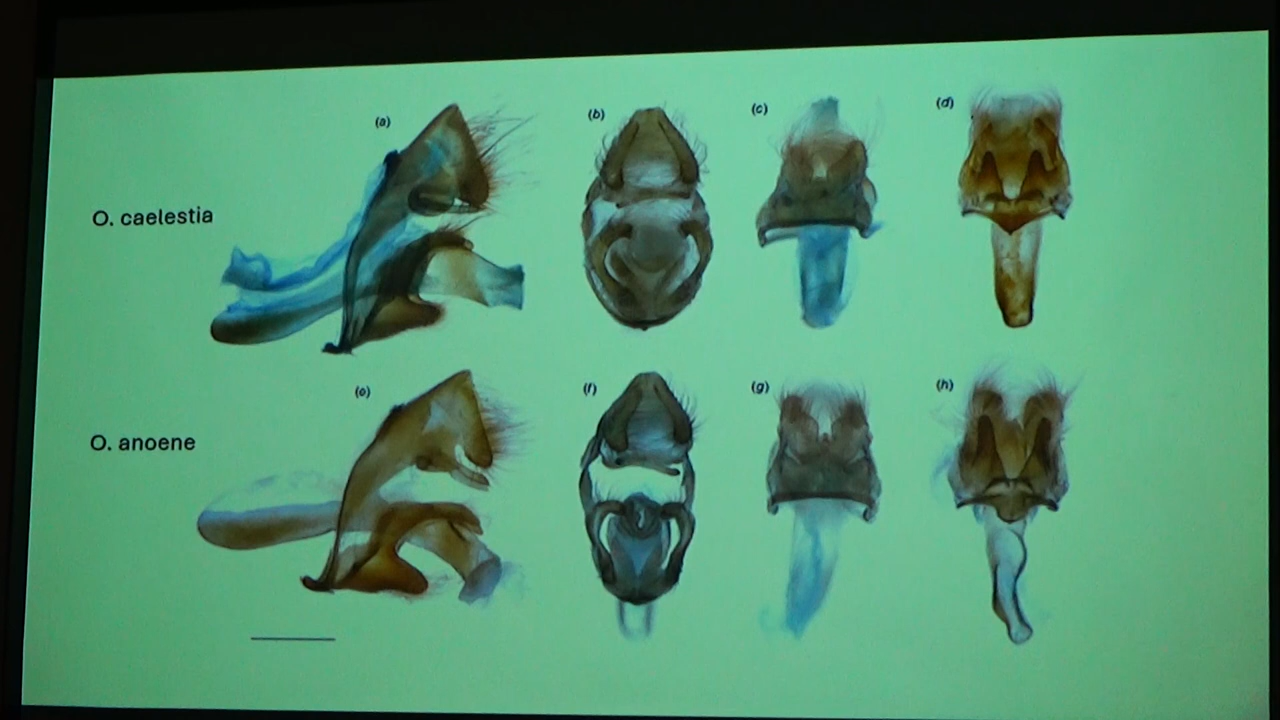 (a) (b) (c) (d)
O. caelestia
(e) (f) (g) (h)
O. anoene